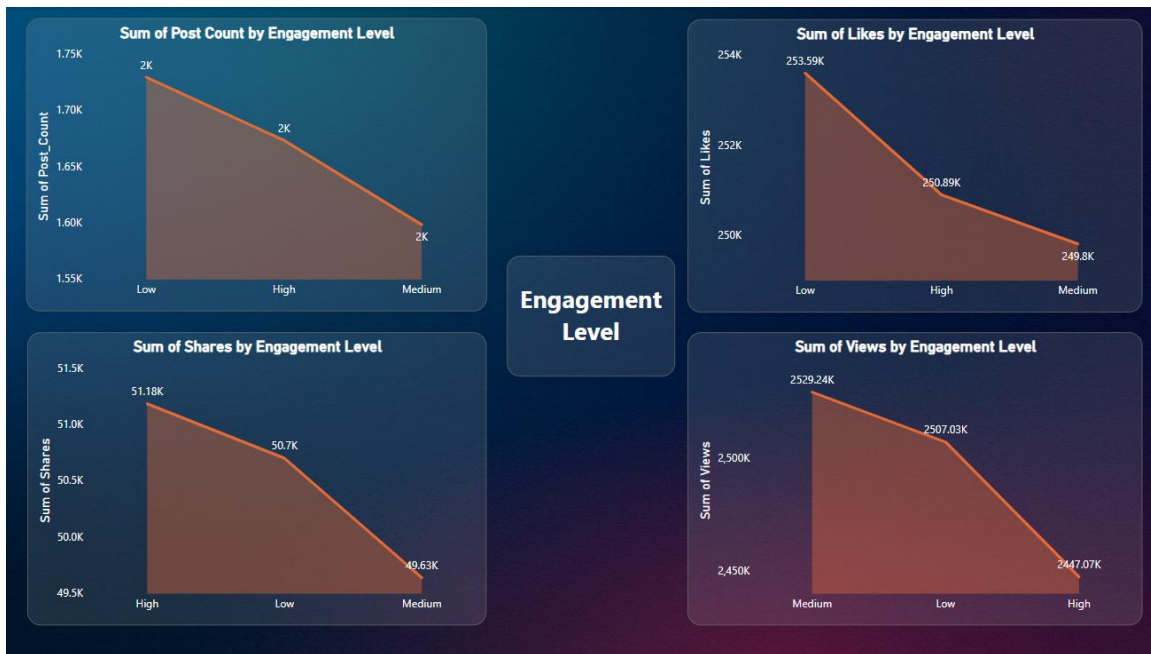 Sum of Post Count by Engagement Level
1.75K
1.70K
1.65K
1.60K
1.55K
Sum of Post_Count
2K
2K
2K
Low High Medium
Sum of Likes by Engagement Level
254K
252K
250K
Sum of Likes
253.59K
250.89K
249.8K
Low High Medium
Engagement
Level
Sum of Shares by Engagement Level
51.5K
51.0K
50.5K
50.0K
49.5K
Sum of Shares
51.18K
50.7K
49.63K
High Low Medium
Sum of Views by Engagement Level
2,500K
2,450K
Sum of Views
2529.24K
2507.03K
2447.07K
Medium Low High